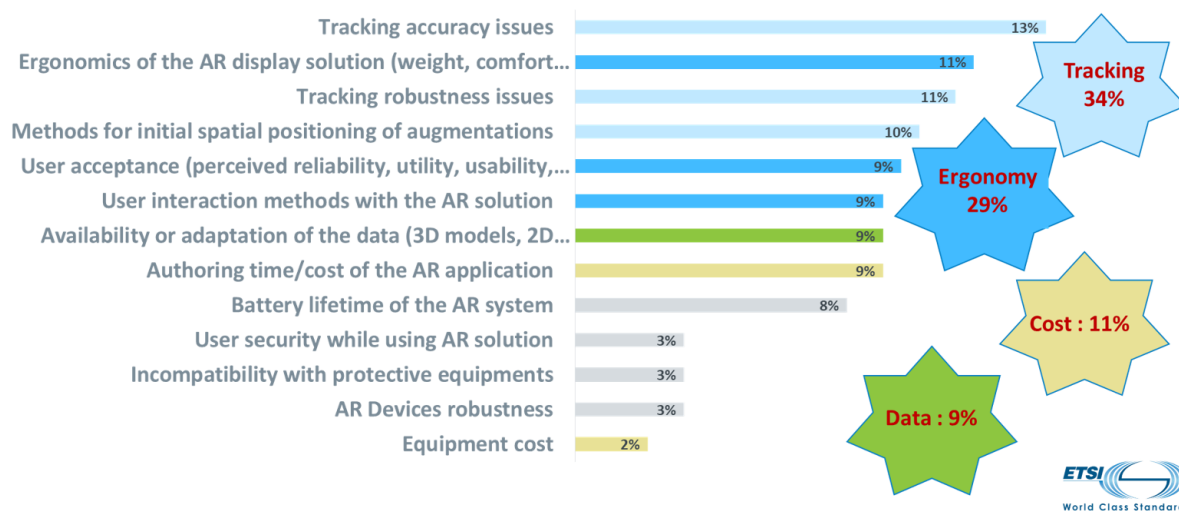 Tracking accuracy issues 13%
Ergonomics of the AR display solution (weight, comfort... 11%
Tracking robustness issues 11%
Methods for initial spatial positioning of augmentations 10%
User acceptance (perceived reliability, utility, usability,... 9%
User interaction methods with the AR solution 9%
Availability or adaptation of the data (3D models, 2D... 9%
Authoring time/cost of the AR application 9%
Battery lifetime of the AR system 8%
User security while using AR solution 3%
Incompatibility with protective equipments 3%
AR Devices robustness 3%
Equipment cost 2%
Tracking
34%
Ergonomy
29%
Cost : 11%
Data : 9%
ETSI
World Class Standar